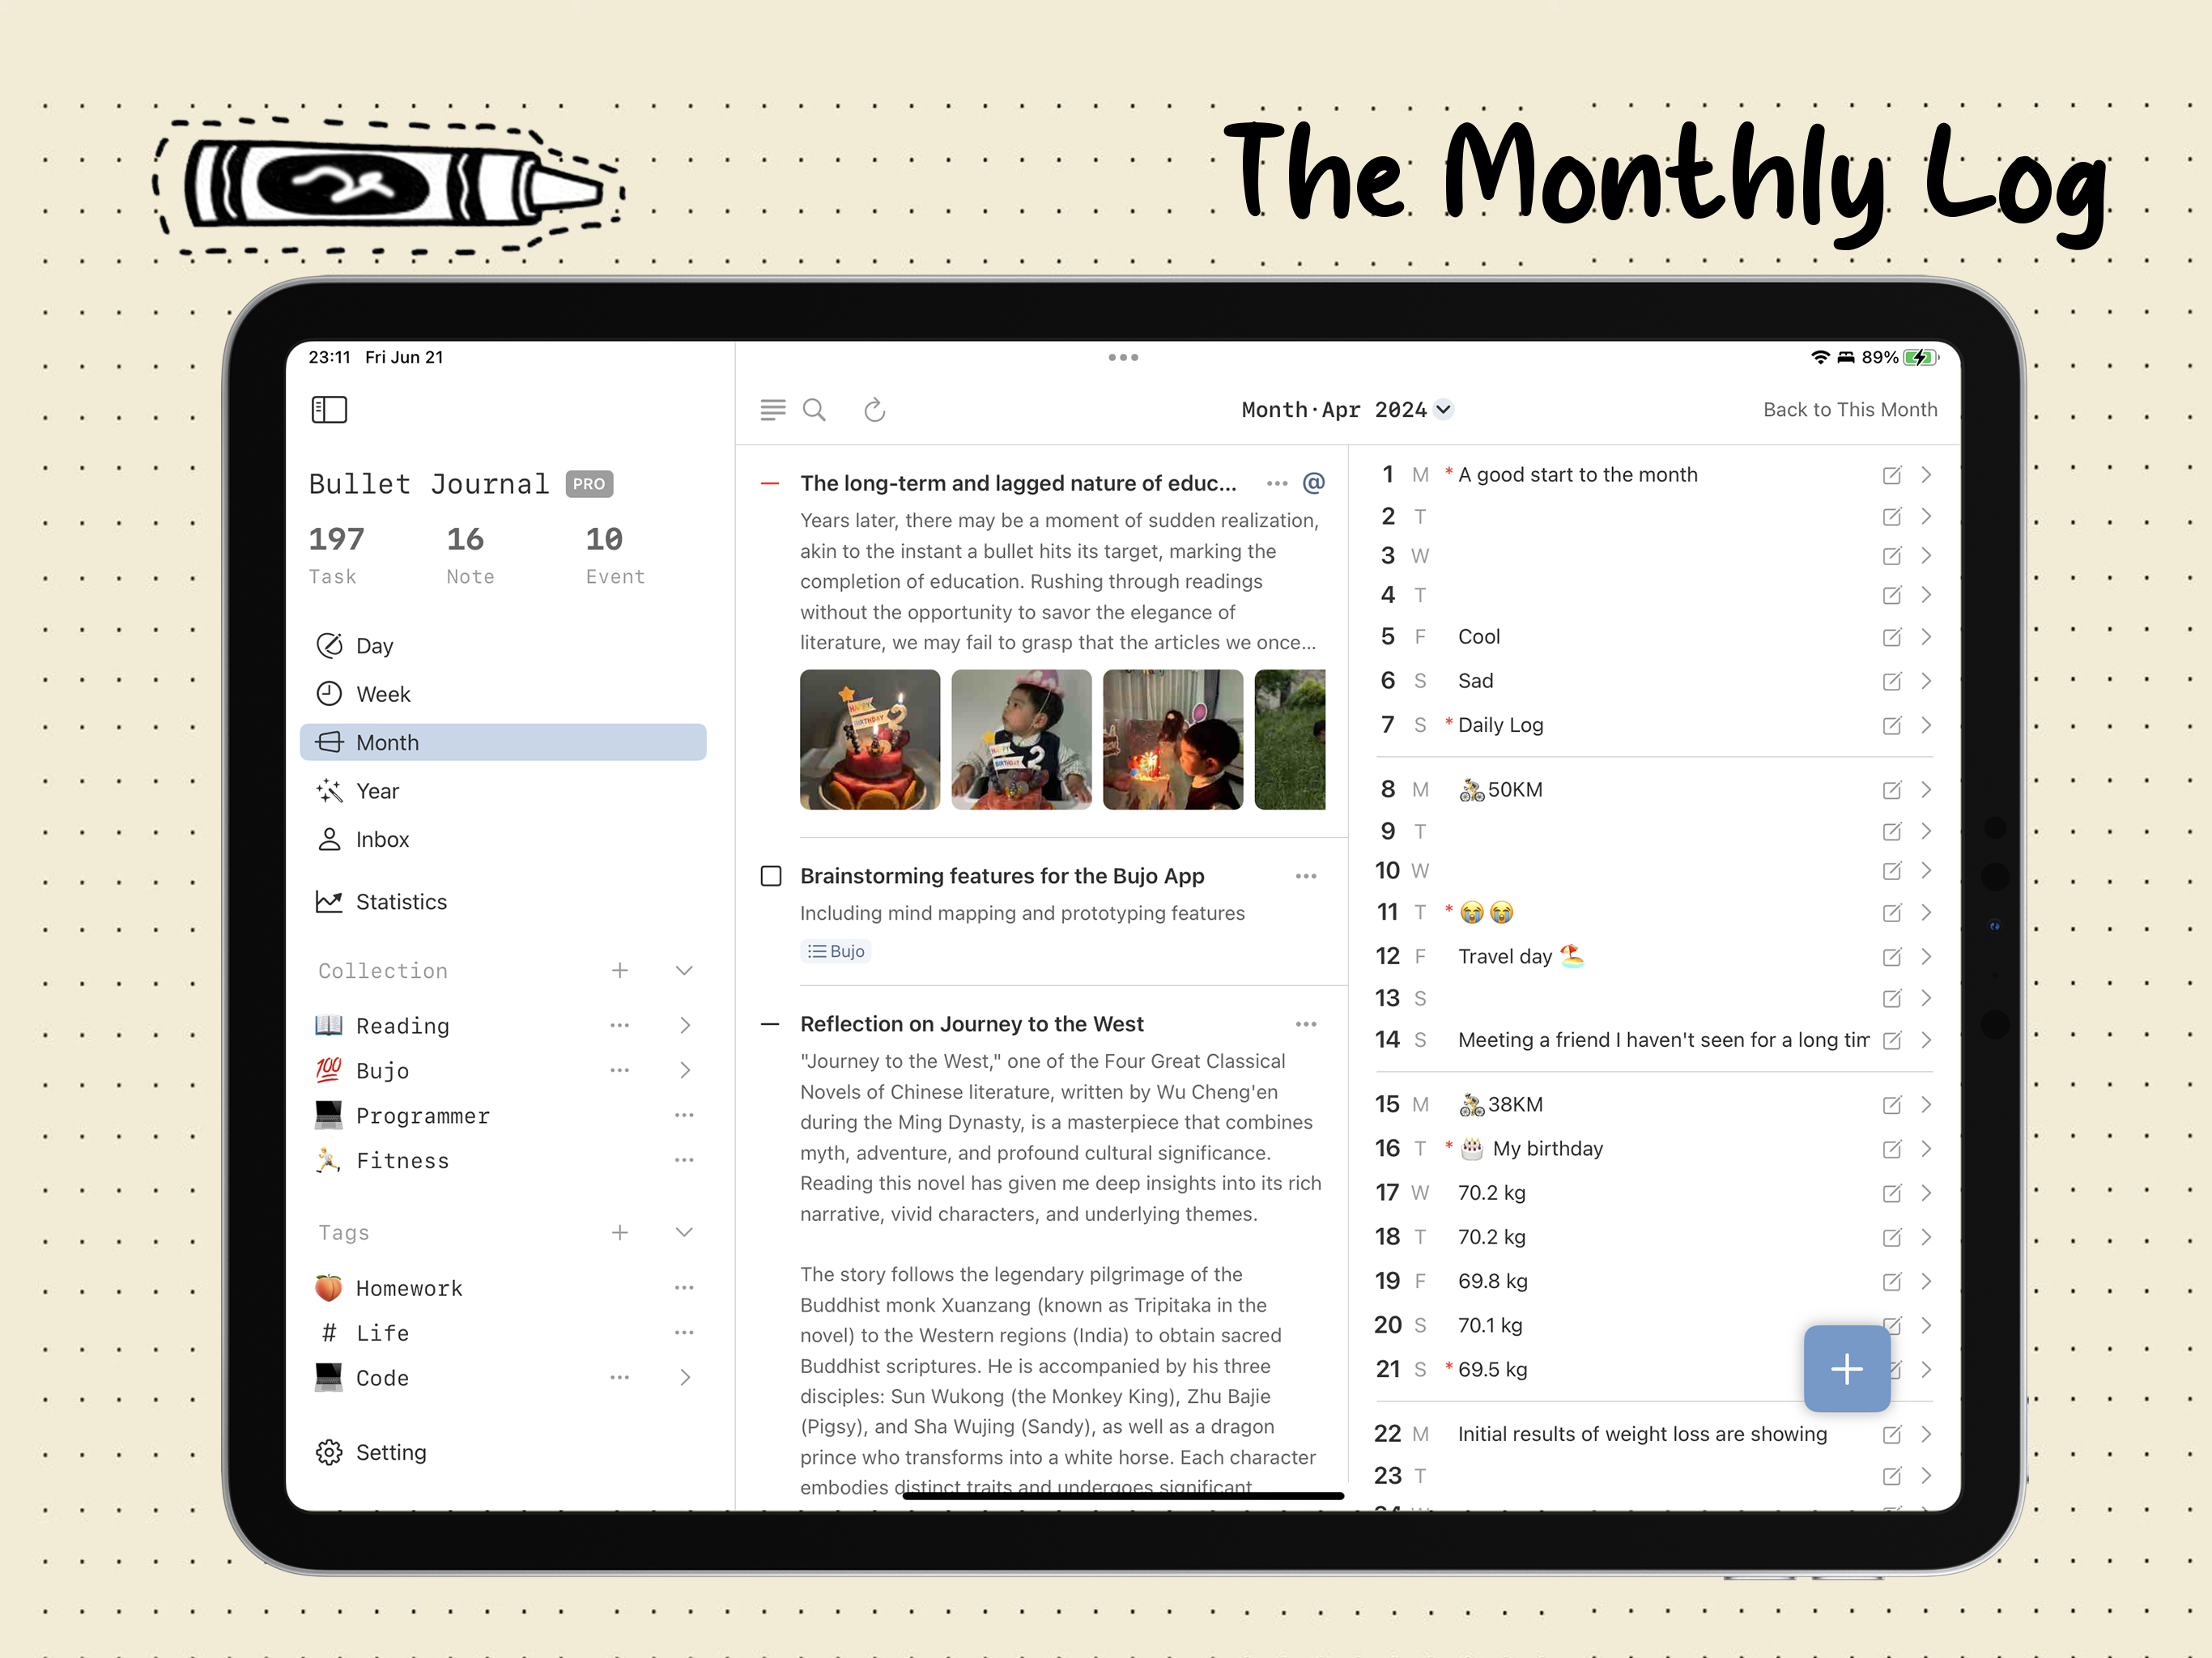 The Monthly Log
23:11 Fri Jun 21
89%
Bullet Journal PRO
197 16 10
Task Note Event
Day
Week
Month
Year
Inbox
Statistics
Collection
Reading
Bujo
Programmer
Fitness
Tags
Homework
# Life
Code
Setting
Month·Apr 2024
Back to This Month
The long-term and lagged nature of educ... @
Years later, there may be a moment of sudden realization,
akin to the instant a bullet hits its target, marking the
completion of education. Rushing through readings
without the opportunity to savor the elegance of
literature, we may fail to grasp that the articles we once...
HAPPY
BIRTHDAY
2
HAPPY
BIRTHDAY
2
Brainstorming features for the Bujo App
Including mind mapping and prototyping features
Bujo
Reflection on Journey to the West
"Journey to the West," one of the Four Great Classical
Novels of Chinese literature, written by Wu Cheng'en
during the Ming Dynasty, is a masterpiece that combines
myth, adventure, and profound cultural significance.
Reading this novel has given me deep insights into its rich
narrative, vivid characters, and underlying themes.
The story follows the legendary pilgrimage of the
Buddhist monk Xuanzang (known as Tripitaka in the
novel) to the Western regions (India) to obtain sacred
Buddhist scriptures. He is accompanied by his three
disciples: Sun Wukong (the Monkey King), Zhu Bajie
(Pigsy), and Sha Wujing (Sandy), as well as a dragon
prince who transforms into a white horse. Each character
embodies distinct traits and undergoes significant
1 M * A good start to the month
2 T
3 W
4 T
5 F Cool
6 S Sad
7 S * Daily Log
8 M 🚴50KM
9 T
10 W
11 T * 😭😭
12 F Travel day 🏖️
13 S
14 S Meeting a friend I haven't seen for a long tim
15 M 🚴38KM
16 T * 🎂 My birthday
17 W 70.2 kg
18 T 70.2 kg
19 F 69.8 kg
20 S 70.1 kg
21 S * 69.5 kg
22 M Initial results of weight loss are showing
23 T